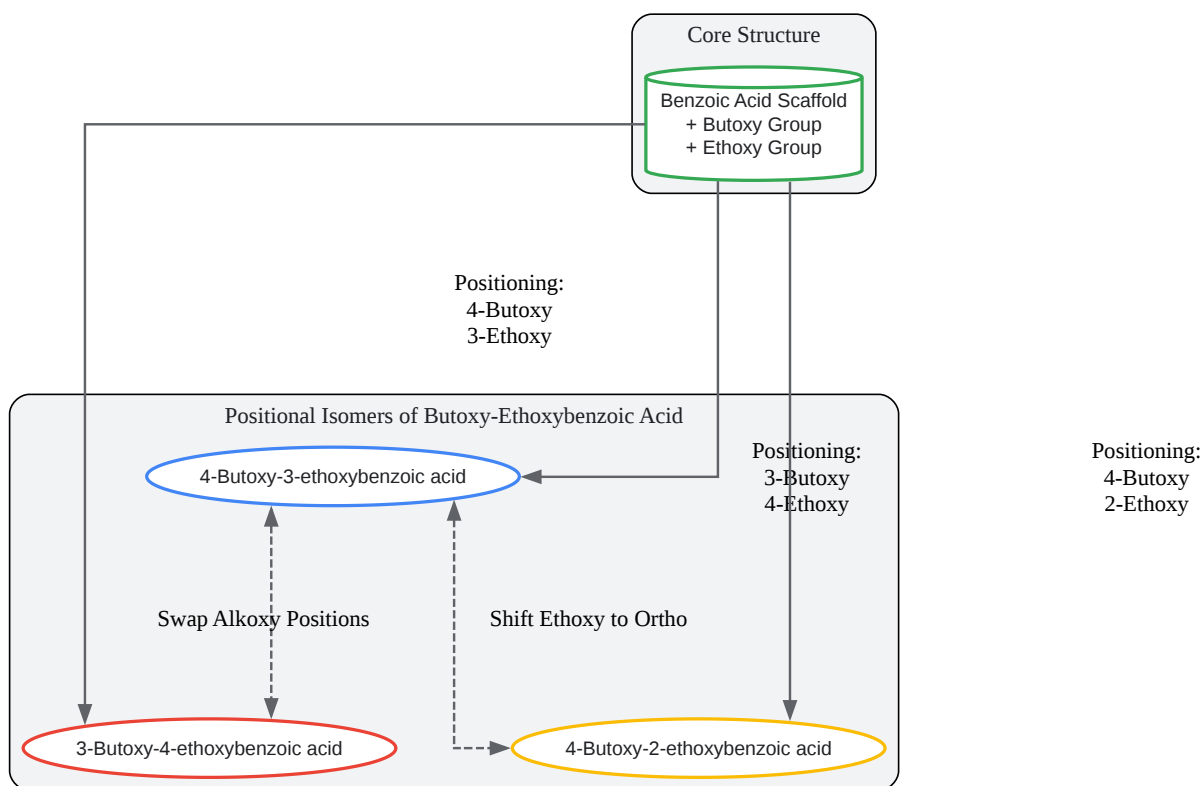 Core Structure
Benzoic Acid Scaffold
+ Butoxy Group
+ Ethoxy Group
Positioning:
4-Butoxy
3-Ethoxy
Positional Isomers of Butoxy-Ethoxybenzoic Acid
4-Butoxy-3-ethoxybenzoic acid
Positioning:
3-Butoxy
4-Ethoxy
Positioning:
4-Butoxy
2-Ethoxy
Swap Alkoxy Positions
Shift Ethoxy to Ortho
3-Butoxy-4-ethoxybenzoic acid
4-Butoxy-2-ethoxybenzoic acid